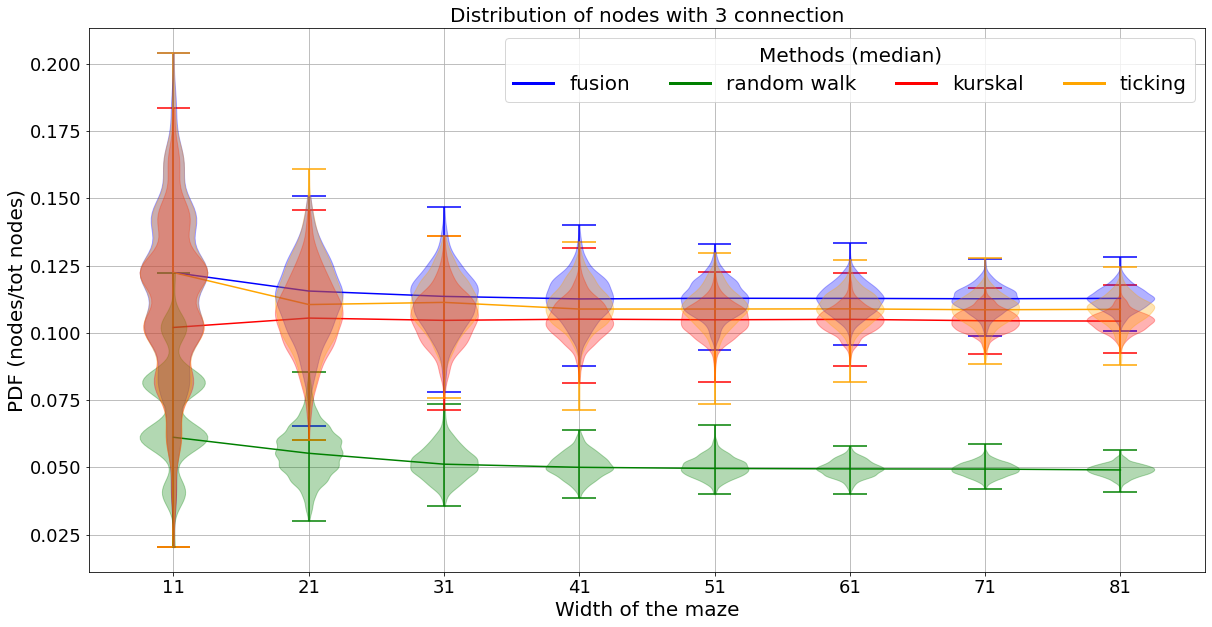 Distribution of nodes with 3 connection
Methods (median)
fusion random walk kurskal ticking
PDF (nodes/tot nodes)
0.200
0.175
0.150
0.125
0.100
0.075
0.050
0.025
11 21 31 41 51 61 71 81
Width of the maze